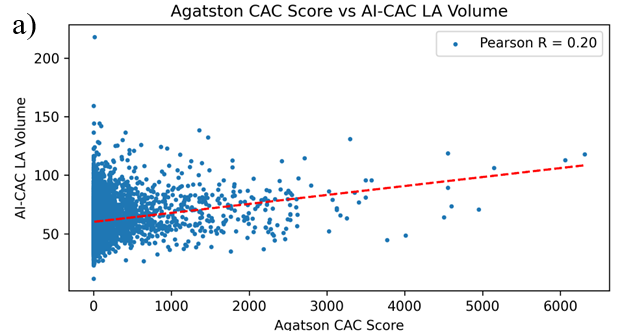 a)
Agatston CAC Score vs AI-CAC LA Volume
Pearson R = 0.20
AI-CAC LA Volume
200
150
100
50
0 1000 2000 3000 4000 5000 6000
Agatson CAC Score